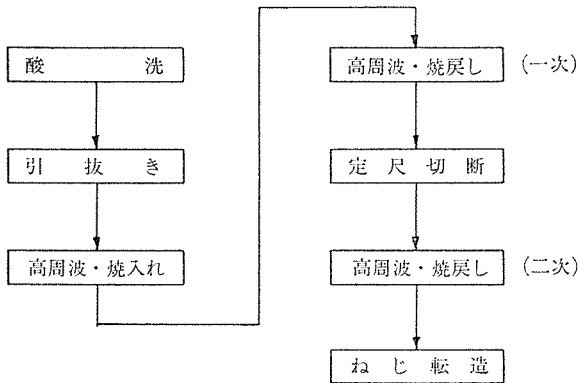 酸洗
引抜き
高周波・焼入れ
高周波・焼戻し (一次)
定尺切断
高周波・焼戻し (二次)
ねじ転造